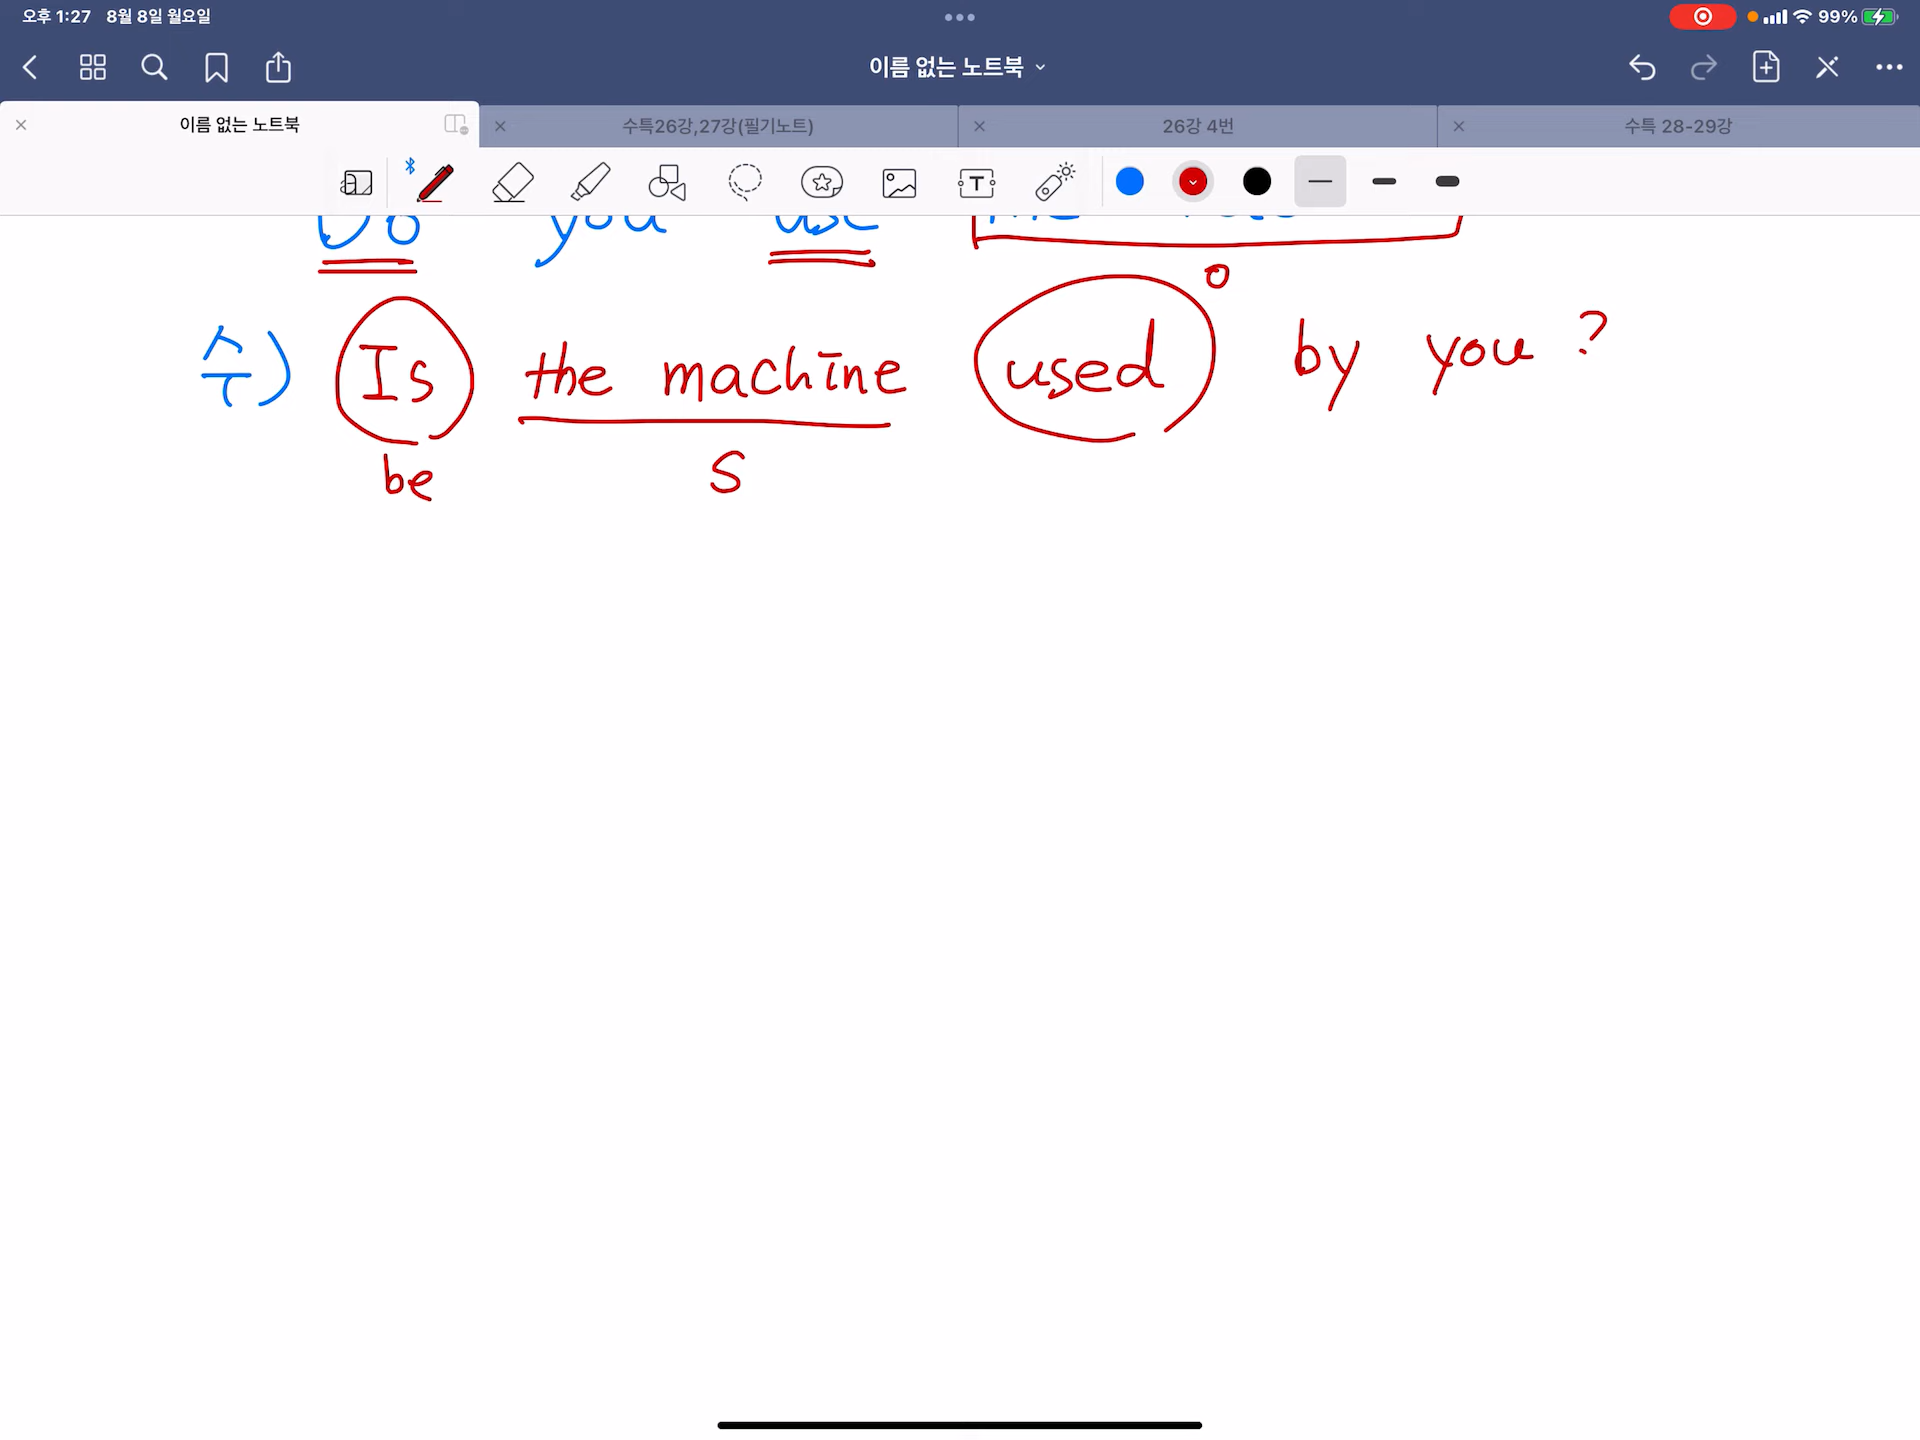 오후 1:27 8월 8일 월요일 99%
이름 없는 노트북
이름 없는 노트북 수특26강,27강(필기노트) 26강 4번 수특 28-29강
Do you use
o
수) Is the machine used by you ?
be S